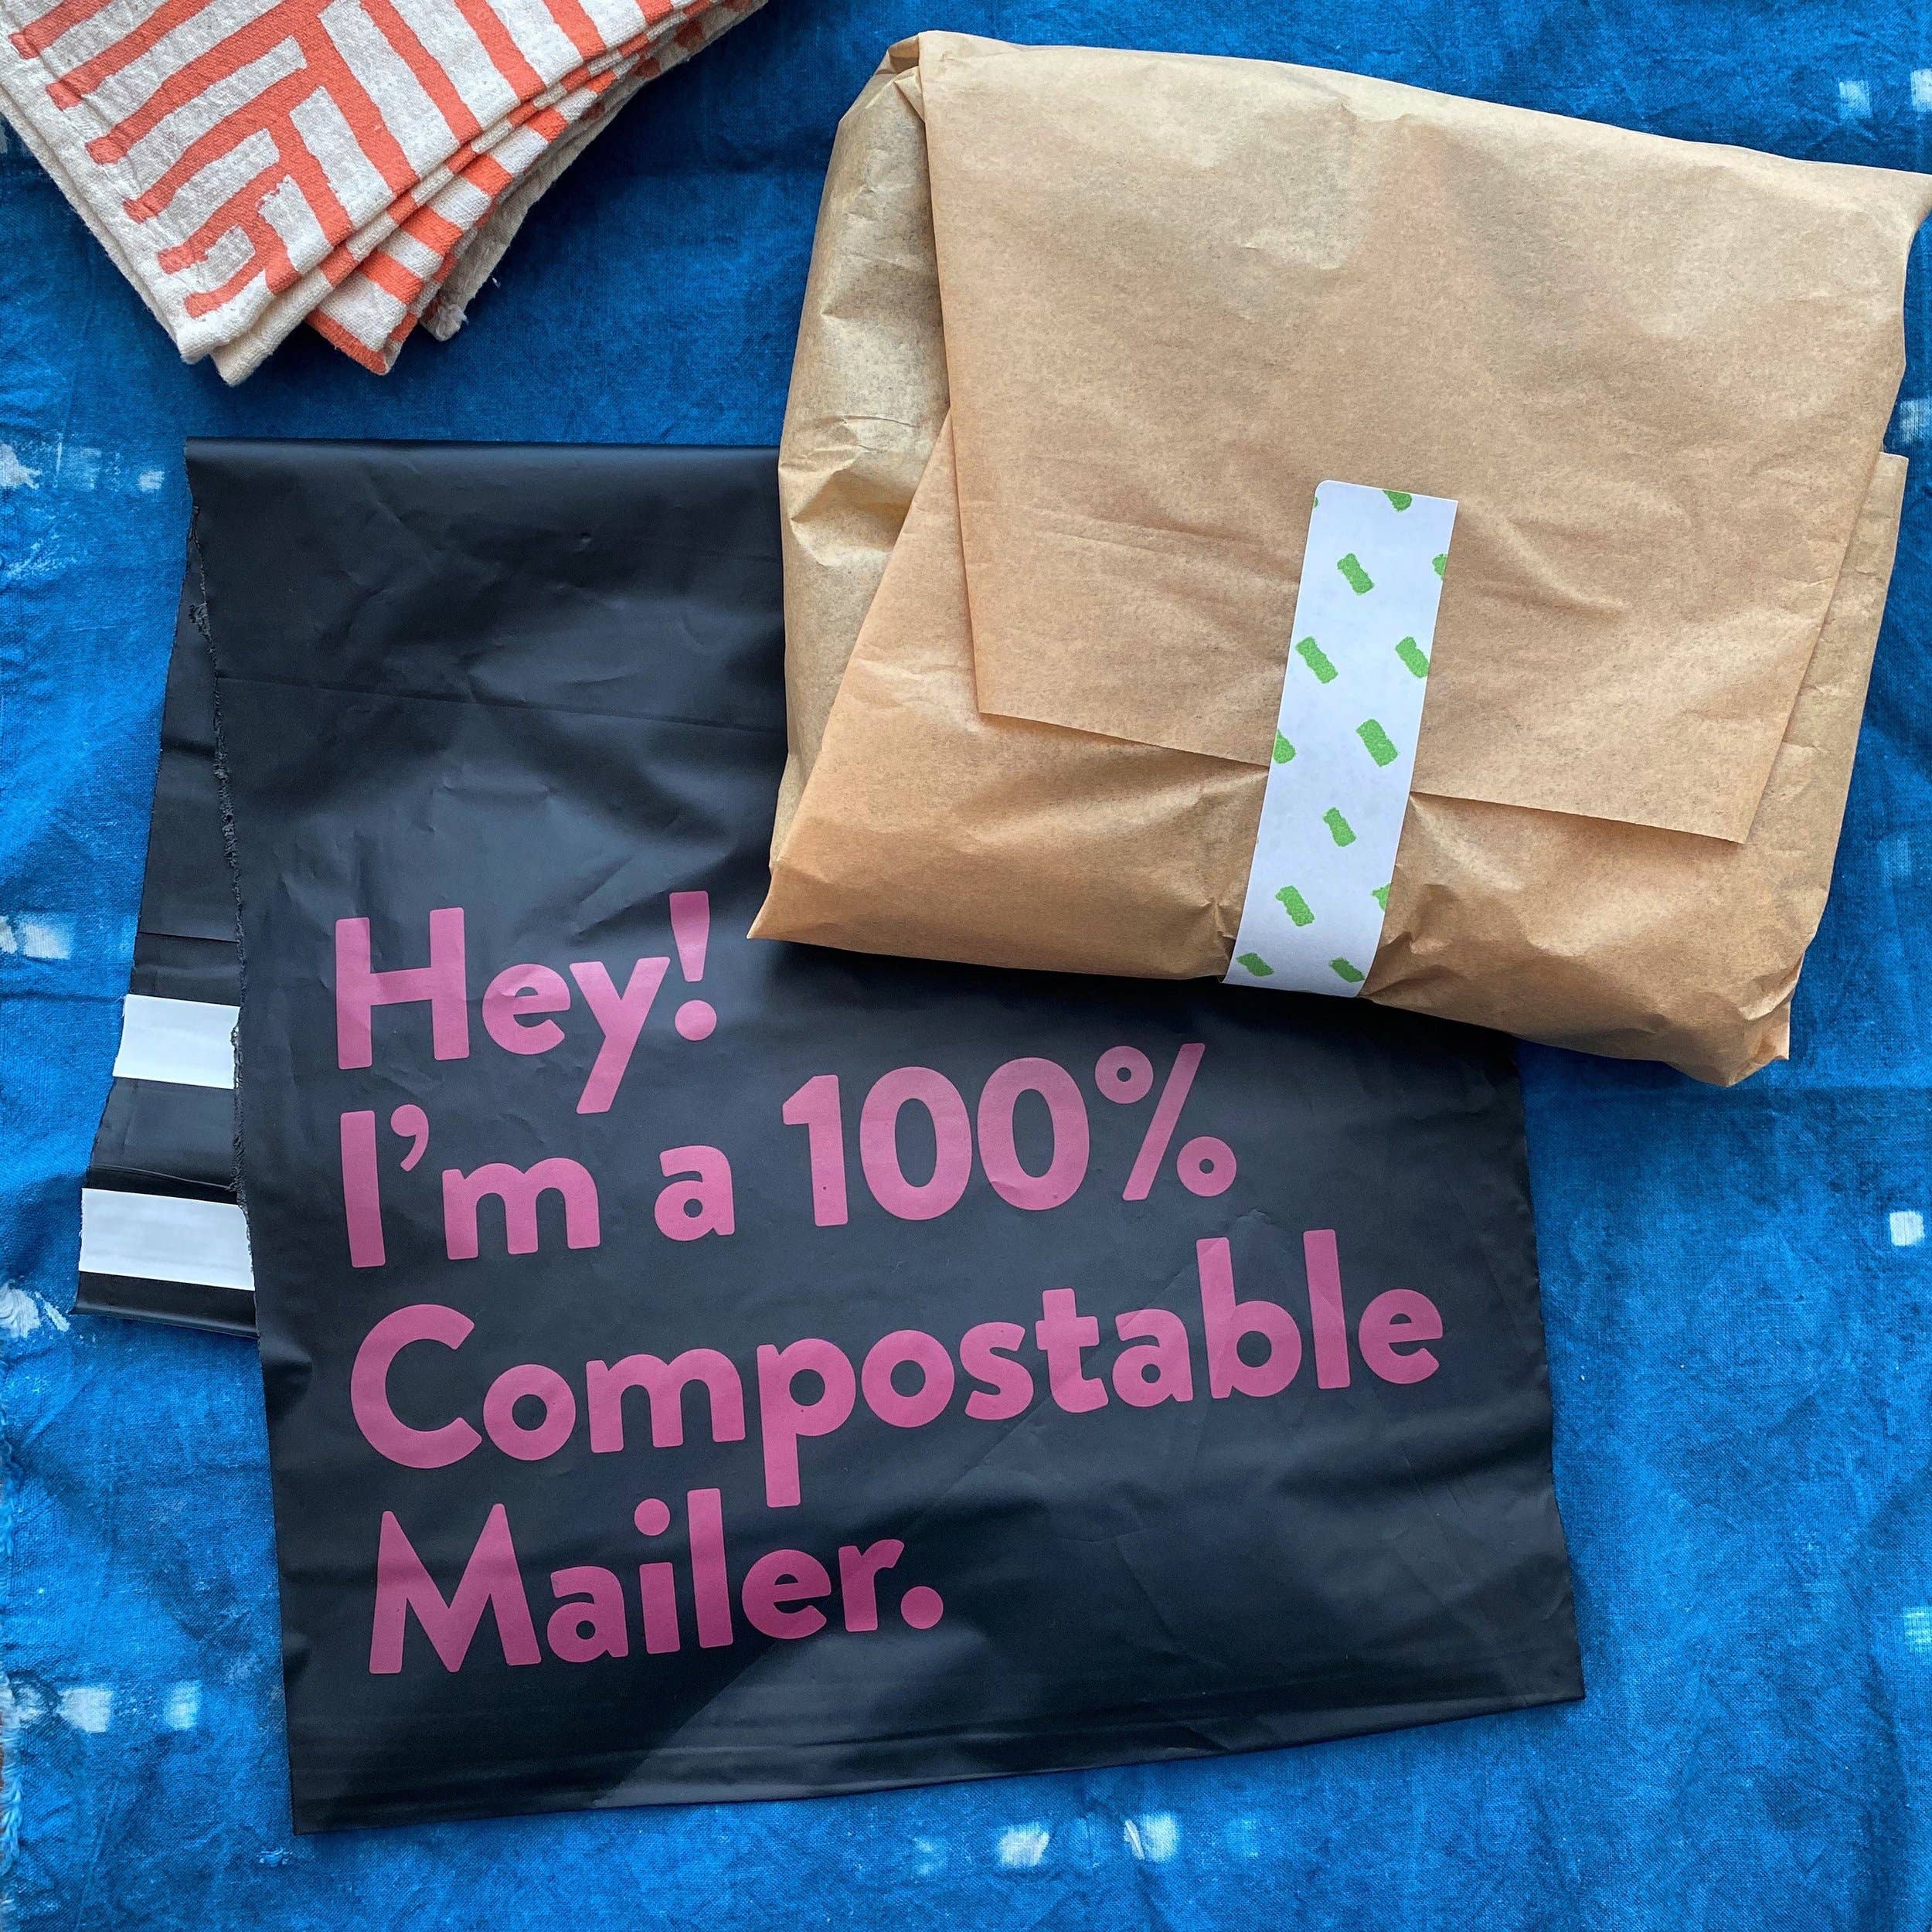 Hey!
I'm a 100%
Compostable
Mailer.